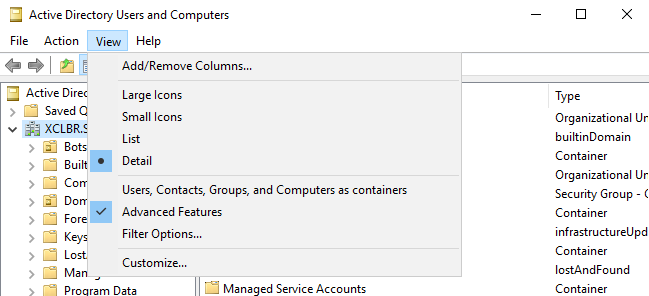 Active Directory Users and Computers
File Action View Help
Add/Remove Columns...
Large Icons
Small Icons
List
Detail
Users, Contacts, Groups, and Computers as containers
Advanced Features
Filter Options...
Customize...
Active Dire
Saved Q
XCLBR.S
Bots
Built
Com
Dom
Fore
Keys
Lost
Mana
Program Data
Managed Service Accounts
Type
Organizational Un
builtinDomain
Container
Organizational Un
Security Group - G
Container
infrastructureUpd
Container
lostAndFound
Container